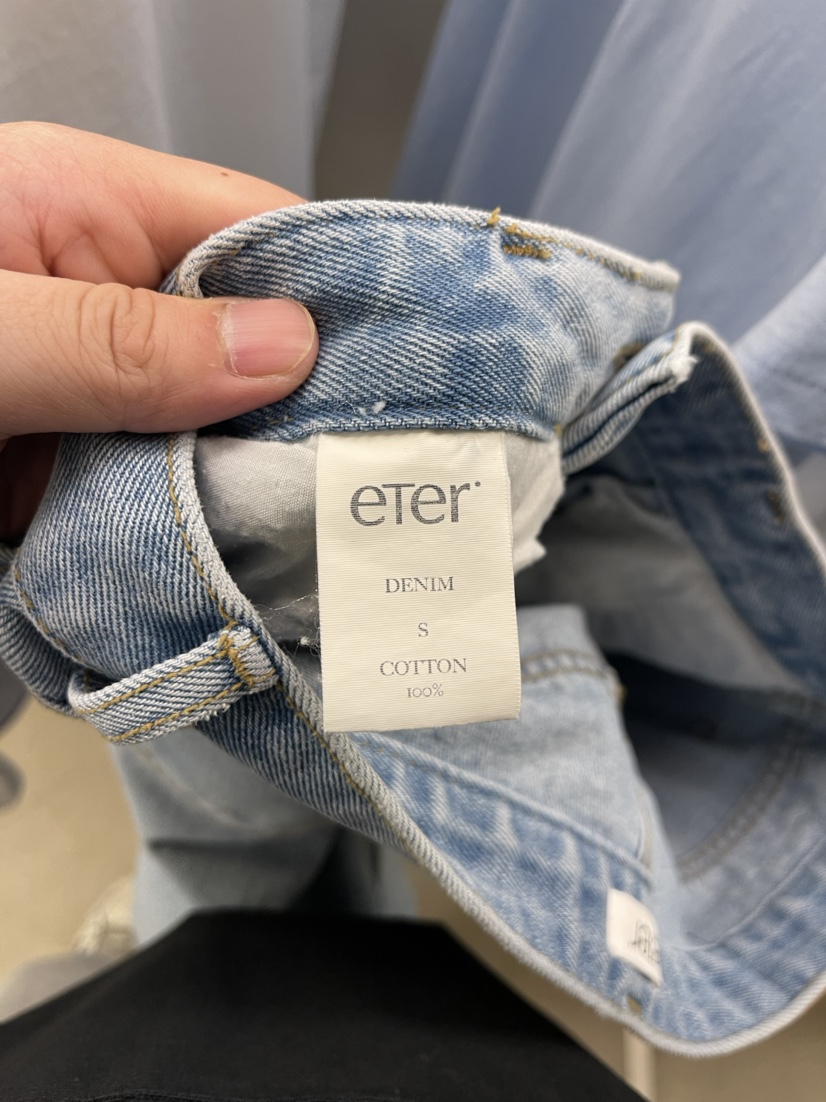 eTer
DENIM
S
COTTON
100%